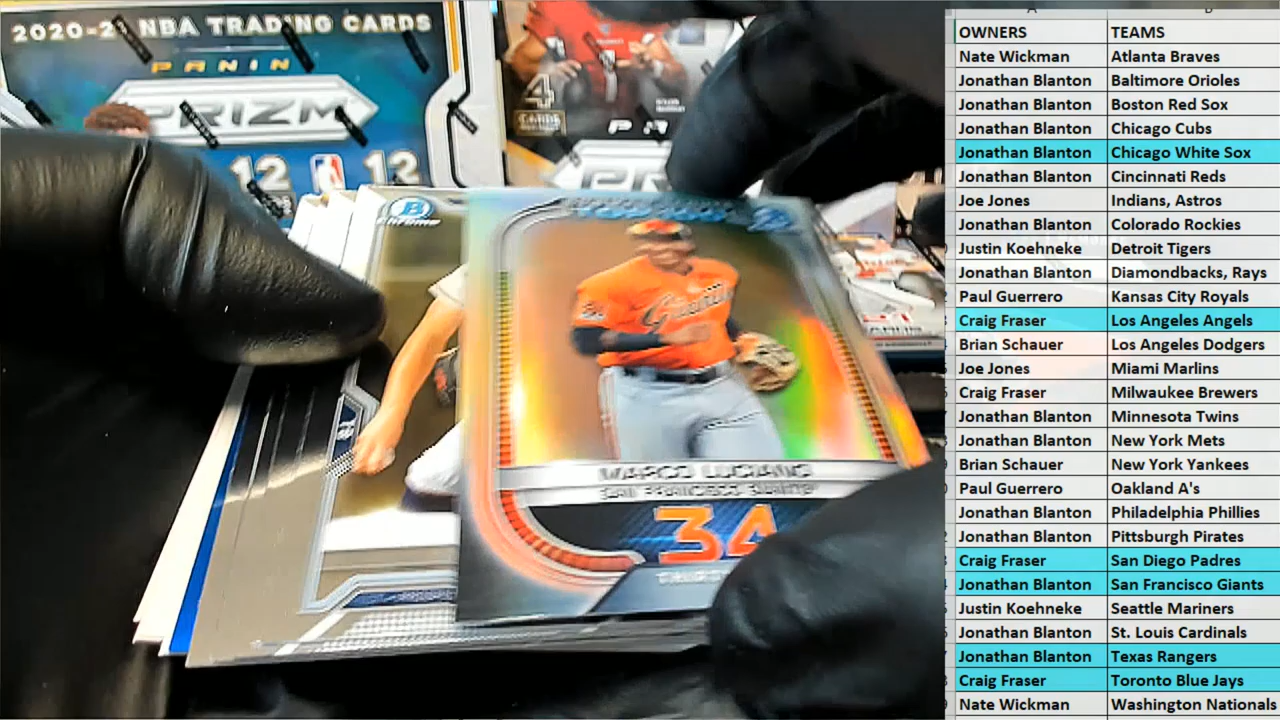 2020-21 NBA TRADING CARDS
PANINI
PRIZM
12
12
4
CARDS
CHROME
Giants
MARCO LUCIANO
SAN FRANCISCO GIANTS
34
OWNERS TEAMS
Nate Wickman Atlanta Braves
Jonathan Blanton Baltimore Orioles
Jonathan Blanton Boston Red Sox
Jonathan Blanton Chicago Cubs
Jonathan Blanton Chicago White Sox
Jonathan Blanton Cincinnati Reds
Joe Jones Indians, Astros
Jonathan Blanton Colorado Rockies
Justin Koehneke Detroit Tigers
Jonathan Blanton Diamondbacks, Rays
Paul Guerrero Kansas City Royals
Craig Fraser Los Angeles Angels
Brian Schauer Los Angeles Dodgers
Joe Jones Miami Marlins
Craig Fraser Milwaukee Brewers
Jonathan Blanton Minnesota Twins
Jonathan Blanton New York Mets
Brian Schauer New York Yankees
Paul Guerrero Oakland A's
Jonathan Blanton Philadelphia Phillies
Jonathan Blanton Pittsburgh Pirates
Craig Fraser San Diego Padres
Jonathan Blanton San Francisco Giants
Justin Koehneke Seattle Mariners
Jonathan Blanton St. Louis Cardinals
Jonathan Blanton Texas Rangers
Craig Fraser Toronto Blue Jays
Nate Wickman Washington Nationals